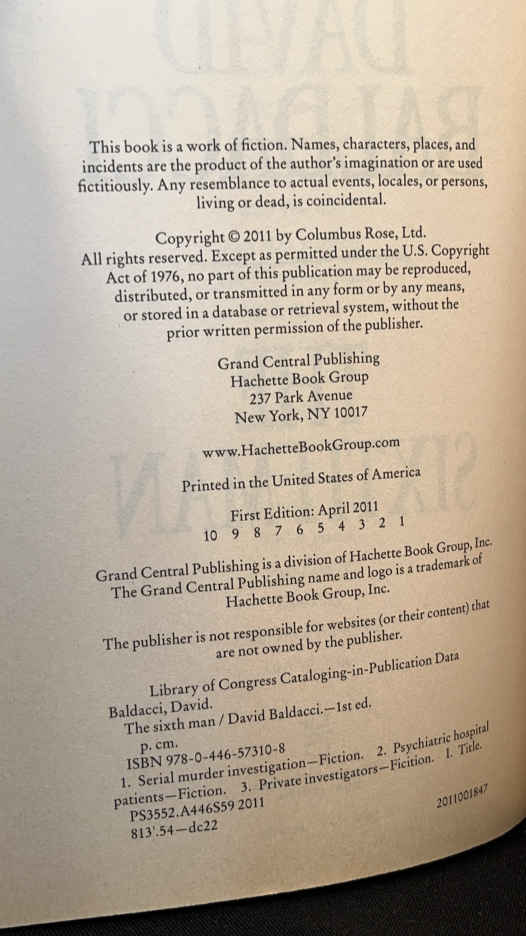 This book is a work of fiction. Names, characters, places, and
incidents are the product of the author's imagination or are used
fictitiously. Any resemblance to actual events, locales, or persons,
living or dead, is coincidental.
Copyright © 2011 by Columbus Rose, Ltd.
All rights reserved. Except as permitted under the U.S. Copyright
Act of 1976, no part of this publication may be reproduced,
distributed, or transmitted in any form or by any means,
or stored in a database or retrieval system, without the
prior written permission of the publisher.
Grand Central Publishing
Hachette Book Group
237 Park Avenue
New York, NY 10017
www.HachetteBookGroup.com
Printed in the United States of America
First Edition: April 2011
10 9 8 7 6 5 4 3 2 1
Grand Central Publishing is a division of Hachette Book Group, Inc.
The Grand Central Publishing name and logo is a trademark of
Hachette Book Group, Inc.
The publisher is not responsible for websites (or their content) that
are not owned by the publisher.
Library of Congress Cataloging-in-Publication Data
Baldacci, David.
The sixth man / David Baldacci.—1st ed.
p. cm.
ISBN 978-0-446-57310-8
1. Serial murder investigation—Fiction. 2. Psychiatric hospital
patients—Fiction. 3. Private investigators—Ficition. I. Title.
PS3552.A446S59 2011
813'.54—dc22
2011001847